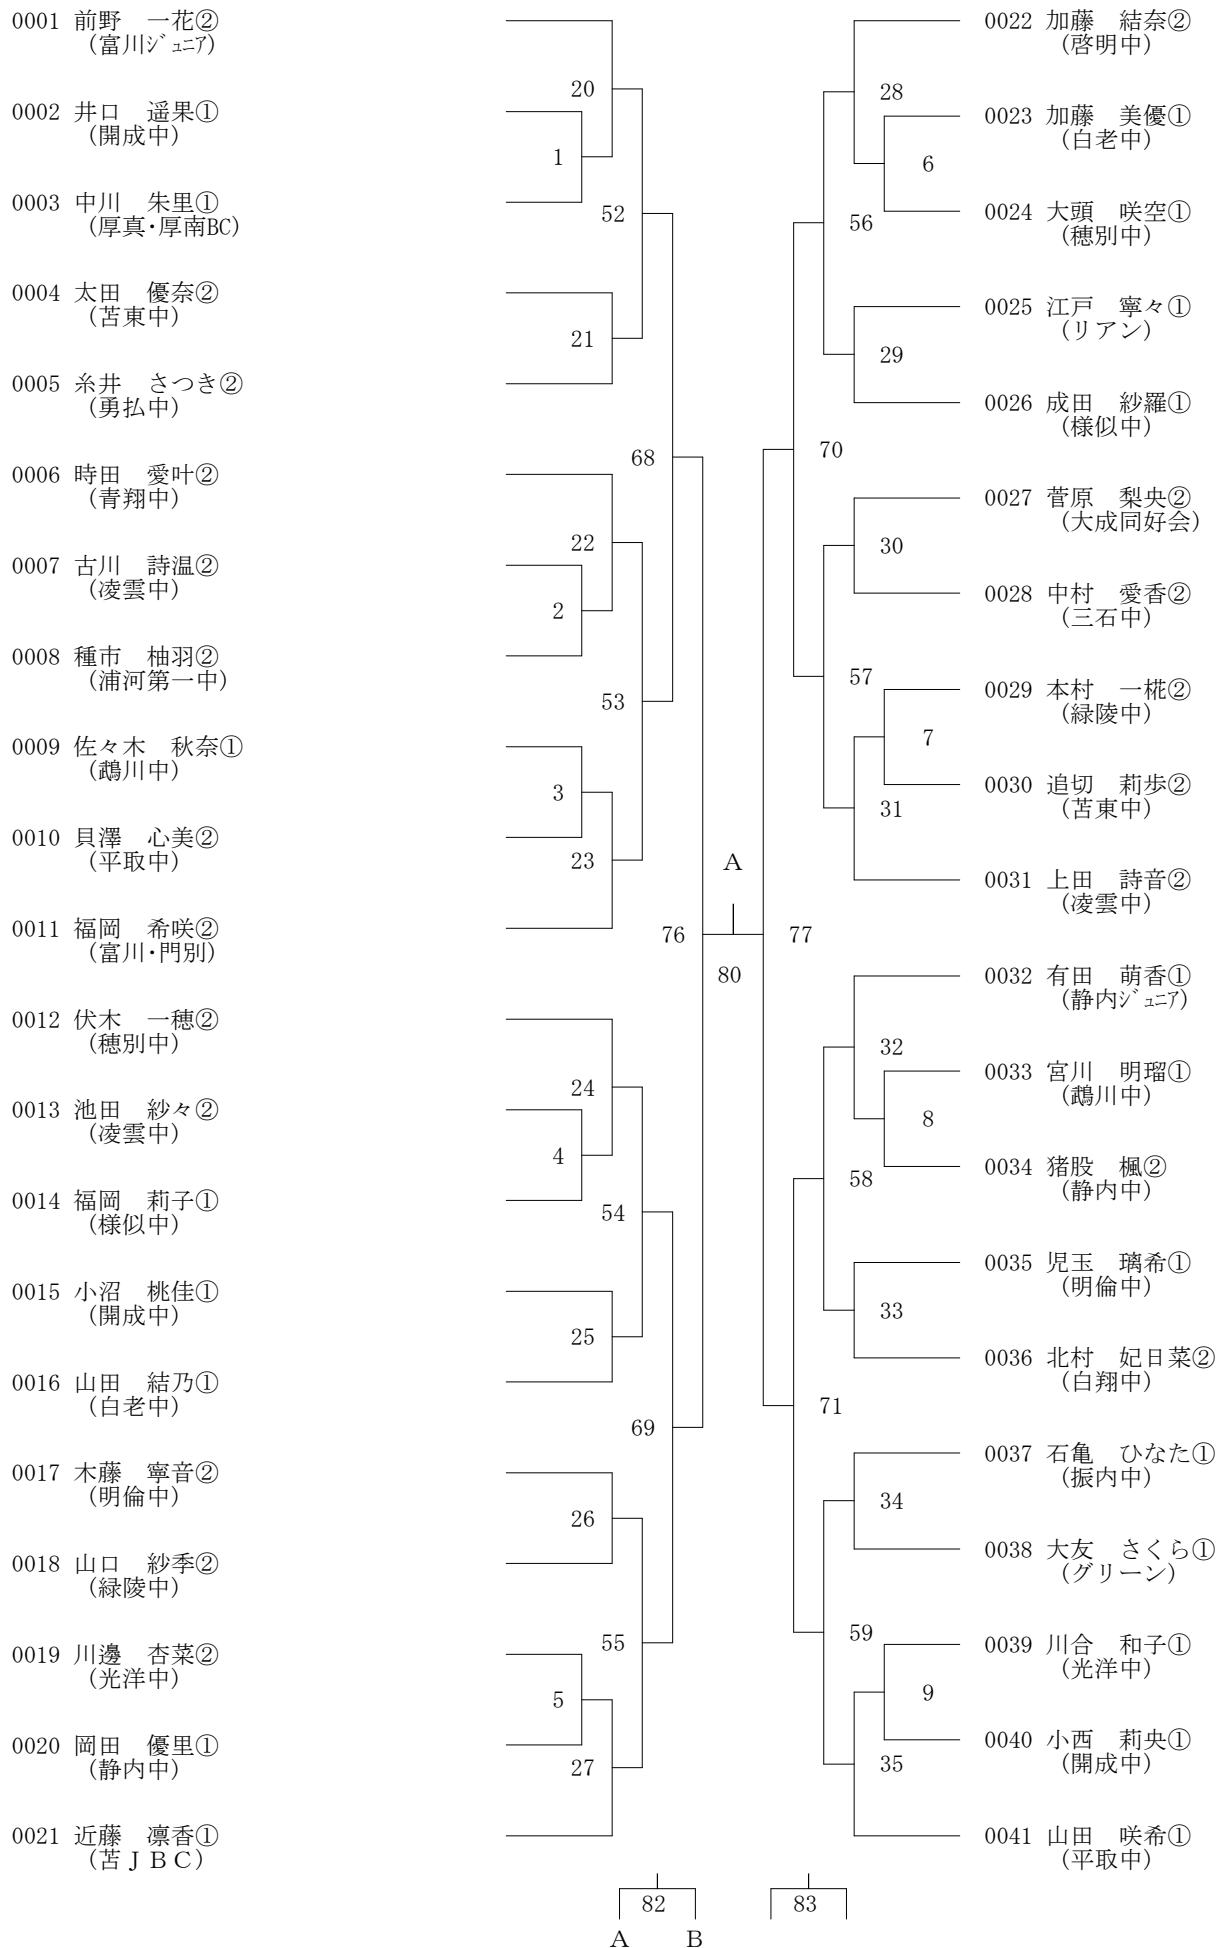 0001 前野　一花②
(富川ジュニア)
0002 井口　遥果①
(開成中)
0003 中川　朱里①
(厚真･厚南BC)
0004 太田　優奈②
(苫東中)
0005 糸井　さつき②
(勇払中)
0006 時田　愛叶②
(青翔中)
0007 古川　詩温②
(凌雲中)
0008 種市　柚羽②
(浦河第一中)
0009 佐々木　秋奈①
(鵡川中)
0010 貝澤　心美②
(平取中)
0011 福岡　希咲②
(富川･門別)
0012 伏木　一穂②
(穂別中)
0013 池田　紗々②
(凌雲中)
0014 福岡　莉子①
(様似中)
0015 小沼　桃佳①
(開成中)
0016 山田　結乃①
(白老中)
0017 木藤　寧音②
(明倫中)
0018 山口　紗季②
(緑陵中)
0019 川邊　杏菜②
(光洋中)
0020 岡田　優里①
(静内中)
0021 近藤　凛香①
(苫ＪＢＣ)
20
1
52
21
68
22
2
53
3
23
76
24
4
54
25
69
26
55
5
27
A
80
77
28
6
56
29
70
30
57
7
31
32
8
58
33
71
34
59
9
35
0022 加藤　結奈②
(啓明中)
0023 加藤　美優①
(白老中)
0024 大頭　咲空①
(穂別中)
0025 江戸　寧々①
(リアン)
0026 成田　紗羅①
(様似中)
0027 菅原　梨央②
(大成同好会)
0028 中村　愛香②
(三石中)
0029 本村　一椛②
(緑陵中)
0030 追切　莉歩②
(苫東中)
0031 上田　詩音②
(凌雲中)
0032 有田　萌香①
(静内ジュニア)
0033 宮川　明瑠①
(鵡川中)
0034 猪股　楓②
(静内中)
0035 児玉　璃希①
(明倫中)
0036 北村　妃日菜②
(白翔中)
0037 石亀　ひなた①
(振内中)
0038 大友　さくら①
(グリーン)
0039 川合　和子①
(光洋中)
0040 小西　莉央①
(開成中)
0041 山田　咲希①
(平取中)
82
83
A
B